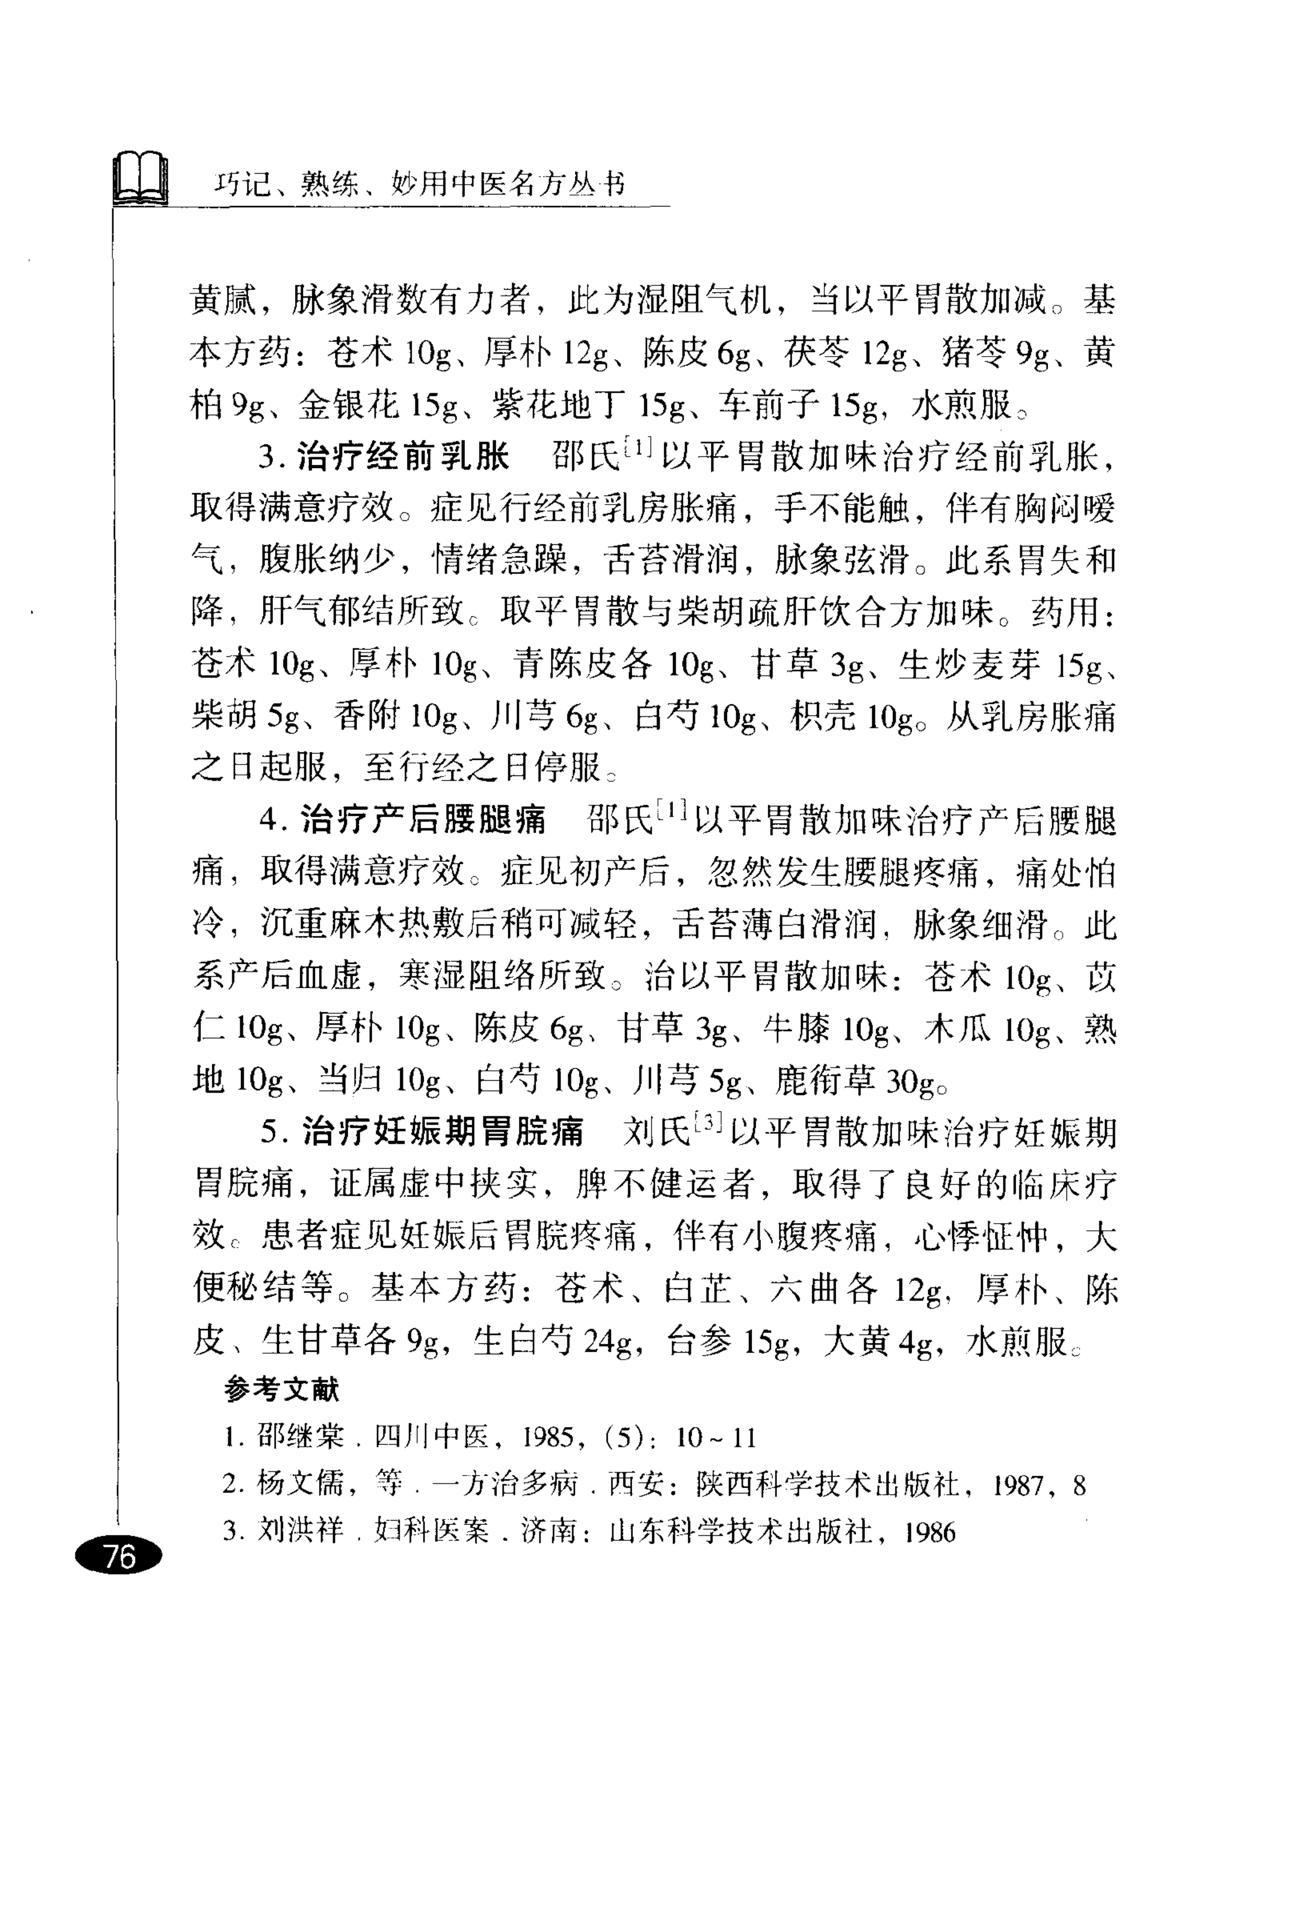 巧记、熟练、妙用中医名方丛书
黄腻，脉象滑数有力者，此为湿阻气机，当以平胃散加减。基
本方药：苍术 10g、厚朴 12g、陈皮 6g、茯苓 12g、猪苓 9g、黄
柏 9g、金银花 15g、紫花地丁 15g、车前子 15g，水煎服。
3. 治疗经前乳胀　邵氏[1]以平胃散加味治疗经前乳胀，
取得满意疗效。症见行经前乳房胀痛，手不能触，伴有胸闷嗳
气，腹胀纳少，情绪急躁，舌苔滑润，脉象弦滑。此系胃失和
降，肝气郁结所致。取平胃散与柴胡疏肝饮合方加味。药用：
苍术 10g、厚朴 10g、青陈皮各 10g、甘草 3g、生炒麦芽 15g、
柴胡 5g、香附 10g、川芎 6g、白芍 10g、枳壳 10g。从乳房胀痛
之日起服，至行经之日停服。
4. 治疗产后腰腿痛　邵氏[1]以平胃散加味治疗产后腰腿
痛，取得满意疗效。症见初产后，忽然发生腰腿疼痛，痛处怕
冷，沉重麻木热敷后稍可减轻，舌苔薄白滑润，脉象细滑。此
系产后血虚，寒湿阻络所致。治以平胃散加味：苍术 10g、苡
仁 10g、厚朴 10g、陈皮 6g、甘草 3g、牛膝 10g、木瓜 10g、熟
地 10g、当归 10g、白芍 10g、川芎 5g、鹿衔草 30g。
5. 治疗妊娠期胃脘痛　刘氏[3]以平胃散加味治疗妊娠期
胃脘痛，证属虚中挟实，脾不健运者，取得了良好的临床疗
效。患者症见妊娠后胃脘疼痛，伴有小腹疼痛，心悸怔忡，大
便秘结等。基本方药：苍术、白芷、六曲各 12g，厚朴、陈
皮、生甘草各 9g，生白芍 24g，台参 15g，大黄 4g，水煎服。
参考文献
1. 邵继棠．四川中医，1985，(5)：10~11
2. 杨文儒，等．一方治多病．西安：陕西科学技术出版社，1987，8
3. 刘洪祥．妇科医案．济南：山东科学技术出版社，1986
76